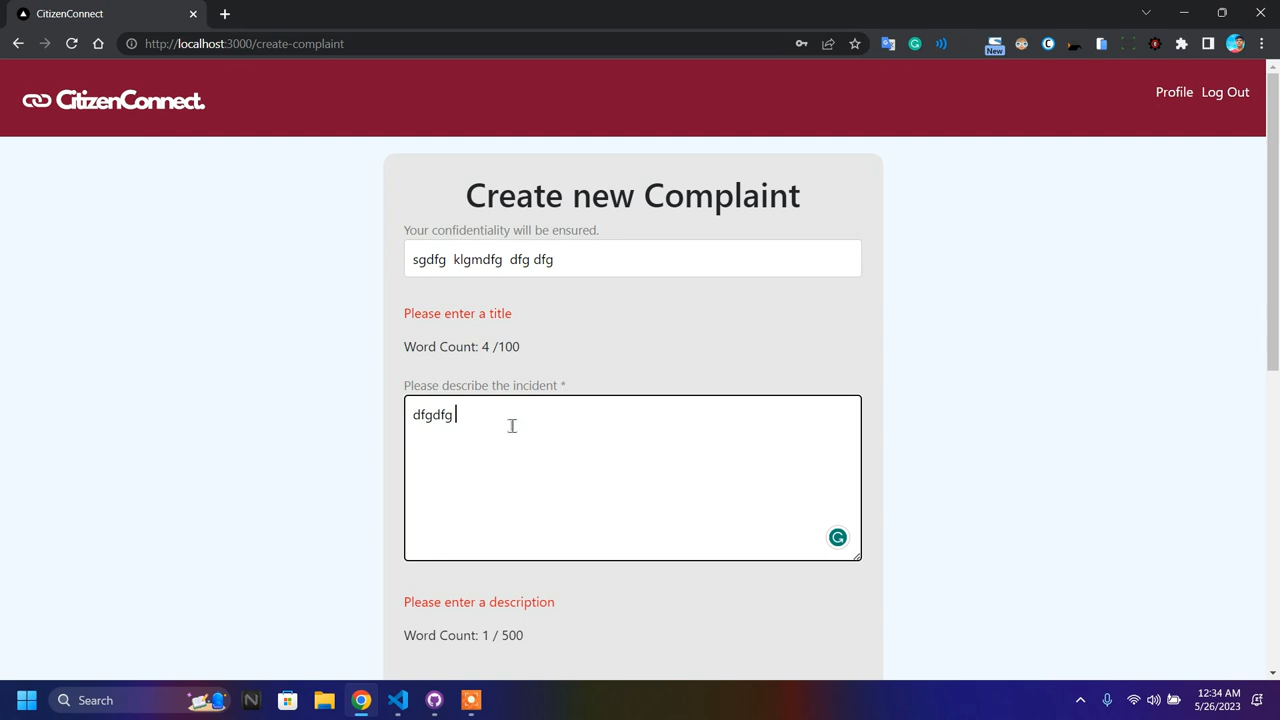 CitizenConnect
http://localhost:3000/create-complaint
New
CitizenConnect.
Profile Log Out
Create new Complaint
Your confidentiality will be ensured.
sgdfg klgmdfg dfg dfg
Please enter a title
Word Count: 4 /100
Please describe the incident *
dfgdfg
Please enter a description
Word Count: 1 / 500
Search
12:34 AM
5/26/2023